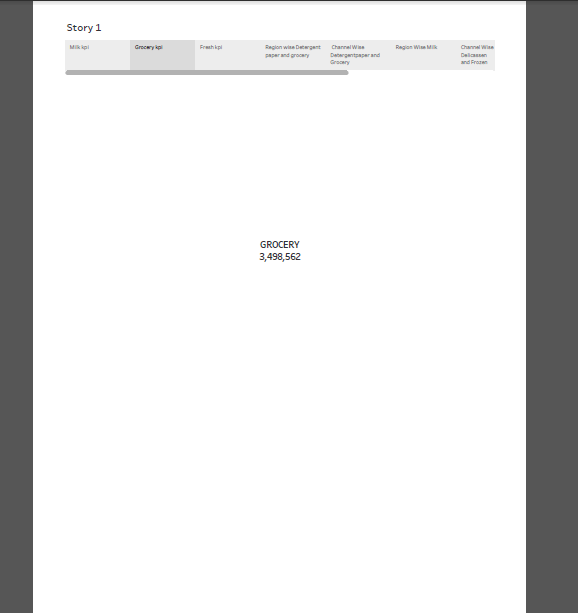 Story 1
Milk kpi
Grocery kpi
Fresh kpi
Region wise Detergent
paper and grocery
Channel Wise
Detergentpaper and
Grocery
Region Wise Milk
Channel Wise
Delicassen
and Frozen
GROCERY
3,498,562